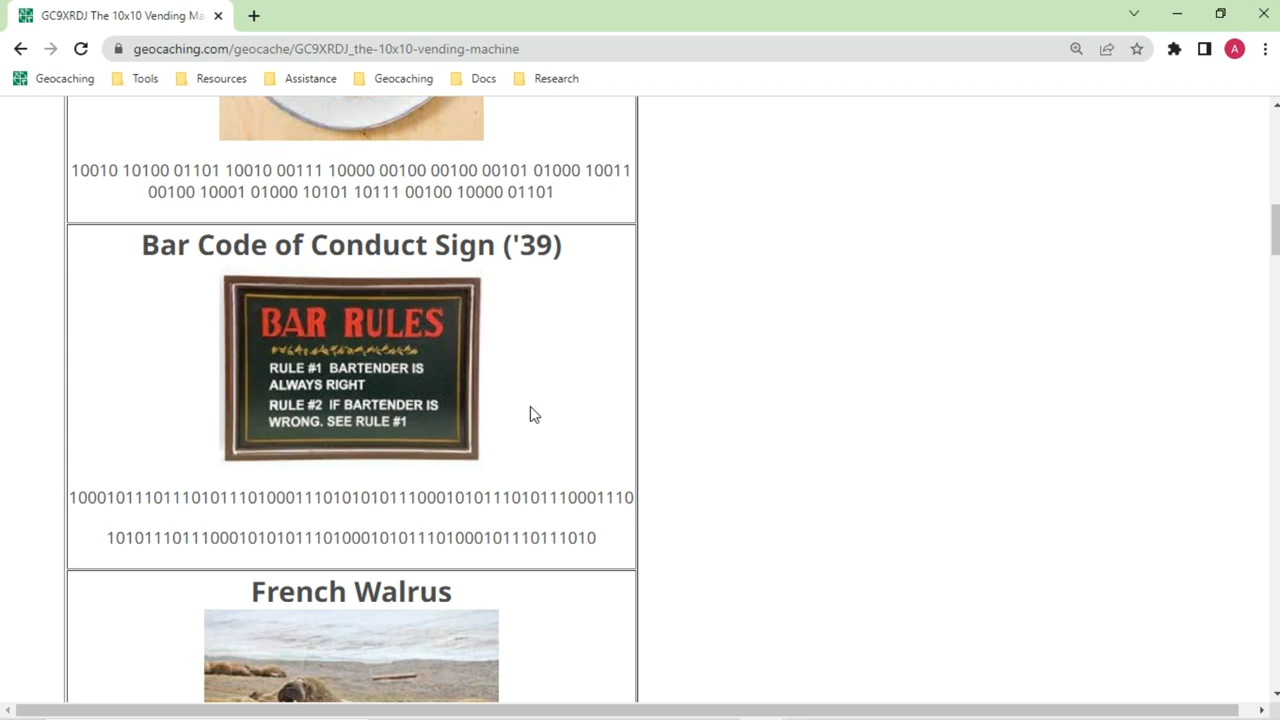 GC9XRDJ The 10x10 Vending Ma
geocaching.com/geocache/GC9XRDJ_the-10x10-vending-machine
A
Geocaching Tools Resources Assistance Geocaching Docs Research
10010 10100 01101 10010 00111 10000 00100 00100 00101 01000 10011
00100 10001 01000 10101 10111 00100 10000 01101
Bar Code of Conduct Sign ('39)
BAR RULES
RULE #1 BARTENDER IS
ALWAYS RIGHT
RULE #2 IF BARTENDER IS
WRONG. SEE RULE #1
100010111011101011101000111010101011100010101110101110001110
1010111011100010101011101000101011101000101110111010
French Walrus